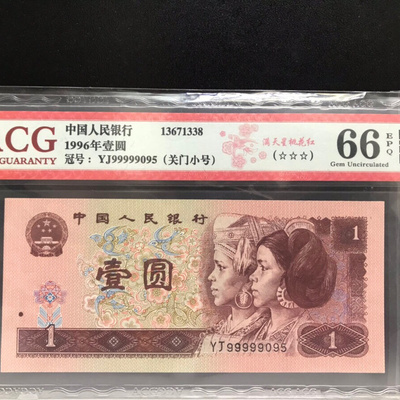 ACG
GUARANTY
中国人民银行
1996年壹圆
冠号：YJ99999095（关门小号）
13671338
满天星桃花红
(☆☆☆)
66
EPQ
Gem Uncirculated
中国人民银行
壹圆
1
1
YJ99999095